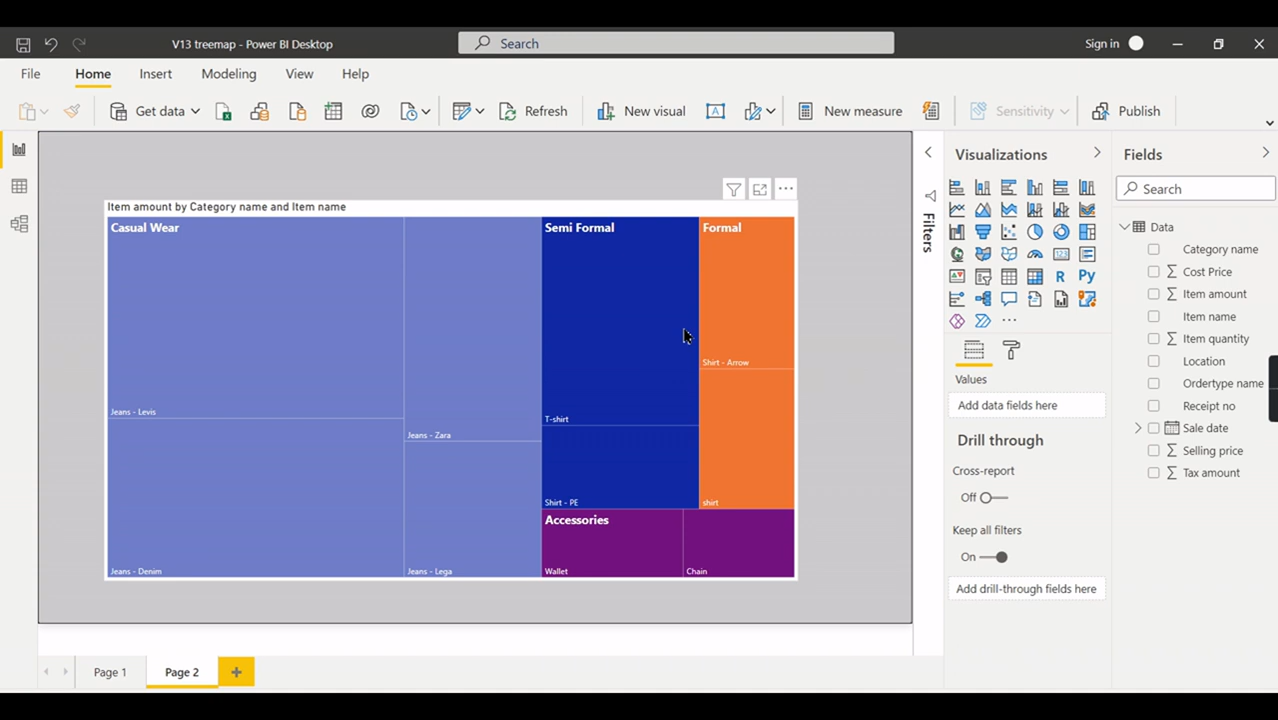 V13 treemap - Power BI Desktop
Search
Sign in
File
Home
Insert
Modeling
View
Help
Get data
Refresh
New visual
New measure
Sensitivity
Publish
Item amount by Category name and Item name
Casual Wear
Semi Formal
Formal
Shirt - Arrow
Jeans - Levis
T-shirt
Jeans - Zara
Shirt - PE
shirt
Accessories
Jeans - Denim
Jeans - Lega
Wallet
Chain
Filters
Visualizations
R
Py
123
Values
Add data fields here
Drill through
Cross-report
Off
Keep all filters
On
Add drill-through fields here
Fields
Search
Data
Category name
Cost Price
Item amount
Item name
Item quantity
Location
Ordertype name
Receipt no
Sale date
Selling price
Tax amount
Page 1
Page 2